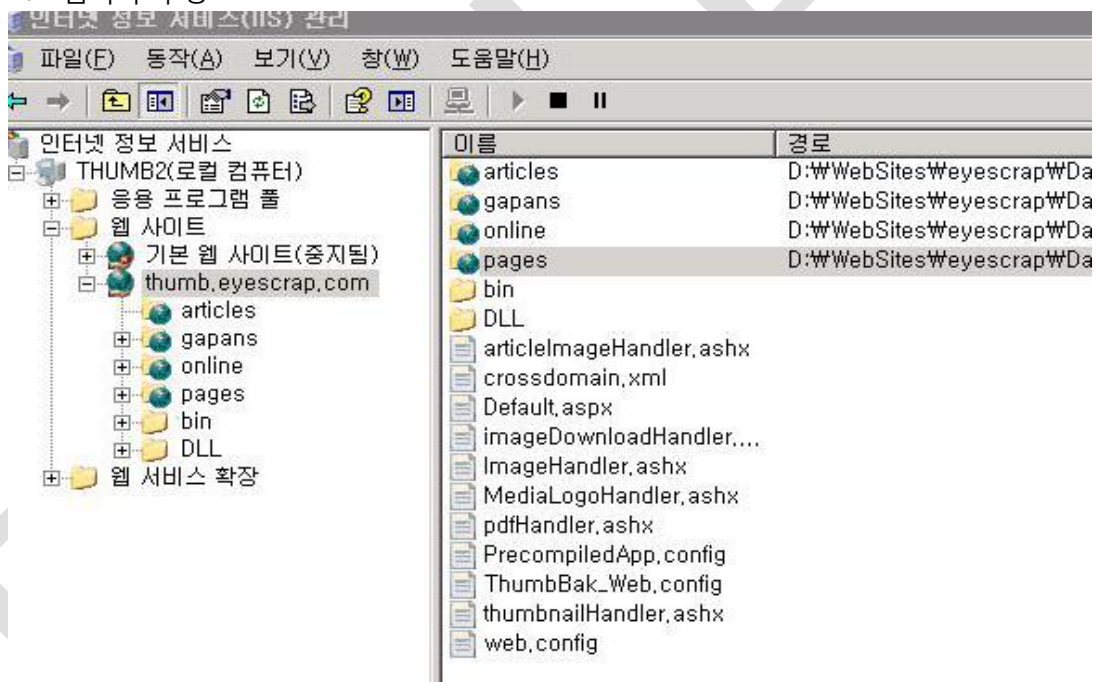 인터넷 정보 서비스(IIS) 관리
파일(F) 동작(A) 보기(V) 창(W) 도움말(H)
인터넷 정보 서비스
THUMB2(로컬 컴퓨터)
응용 프로그램 풀
웹 사이트
기본 웹 사이트(중지됨)
thumb.eyescrap.com
articles
gapans
online
pages
bin
DLL
웹 서비스 확장
이름 경로
articles D:₩WebSites₩eyescrap₩Da
gapans D:₩WebSites₩eyescrap₩Da
online D:₩WebSites₩eyescrap₩Da
pages D:₩WebSites₩eyescrap₩Da
bin
DLL
articleImageHandler.ashx
crossdomain.xml
Default.aspx
imageDownloadHandler....
ImageHandler.ashx
MediaLogoHandler.ashx
pdfHandler.ashx
PrecompiledApp.config
ThumbBak_Web.config
thumbnailHandler.ashx
web.config